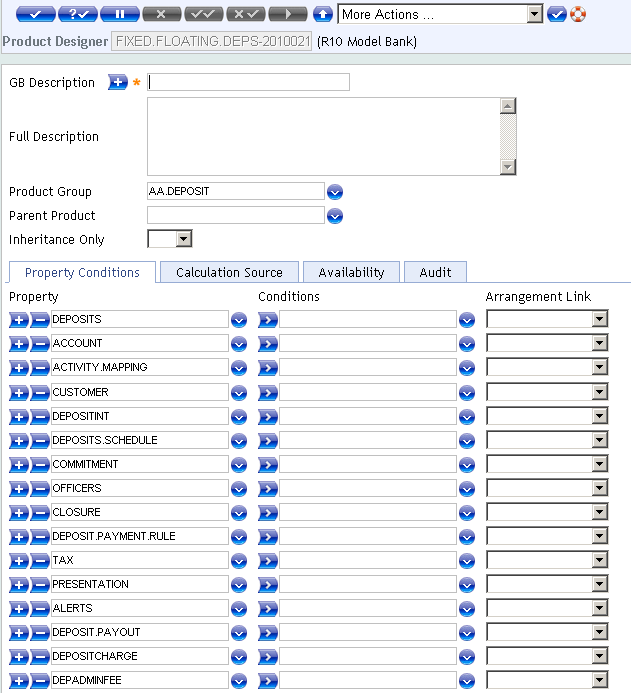 More Actions ...
Product Designer FIXED.FLOATING.DEPS-2010021 (R10 Model Bank)
GB Description *
Full Description
Product Group AA.DEPOSIT
Parent Product
Inheritance Only
Property Conditions Calculation Source Availability Audit
Property Conditions Arrangement Link
DEPOSITS
ACCOUNT
ACTIVITY.MAPPING
CUSTOMER
DEPOSITINT
DEPOSITS.SCHEDULE
COMMITMENT
OFFICERS
CLOSURE
DEPOSIT.PAYMENT.RULE
TAX
PRESENTATION
ALERTS
DEPOSIT.PAYOUT
DEPOSITCHARGE
DEPADMINFEE